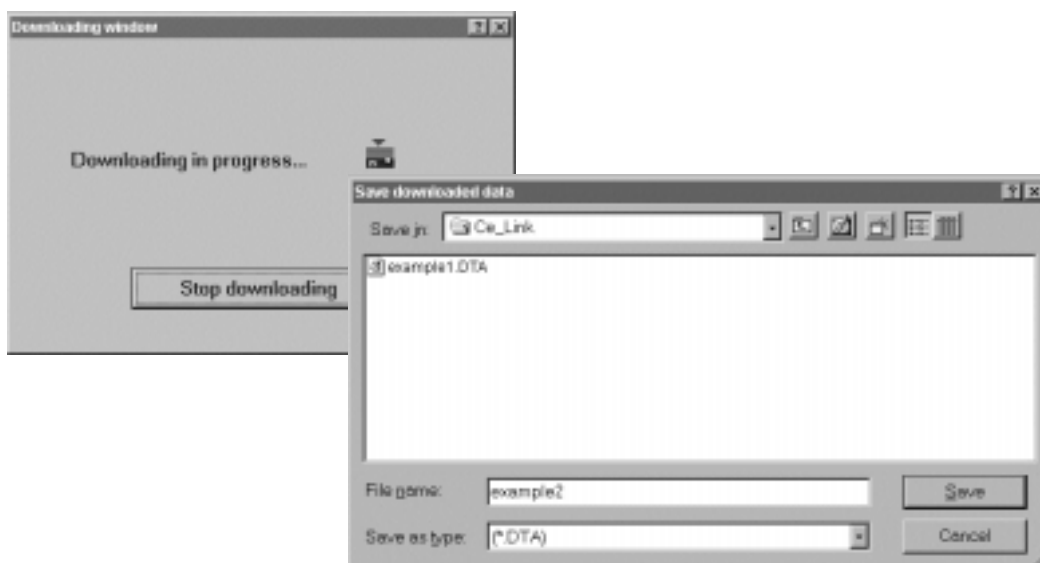 Downloading window
Downloading in progress...
Stop downloading
Save downloaded data
Save in: Ce_Link
example1.DTA
File name: example2
Save
Save as type: (*.DTA)
Cancel